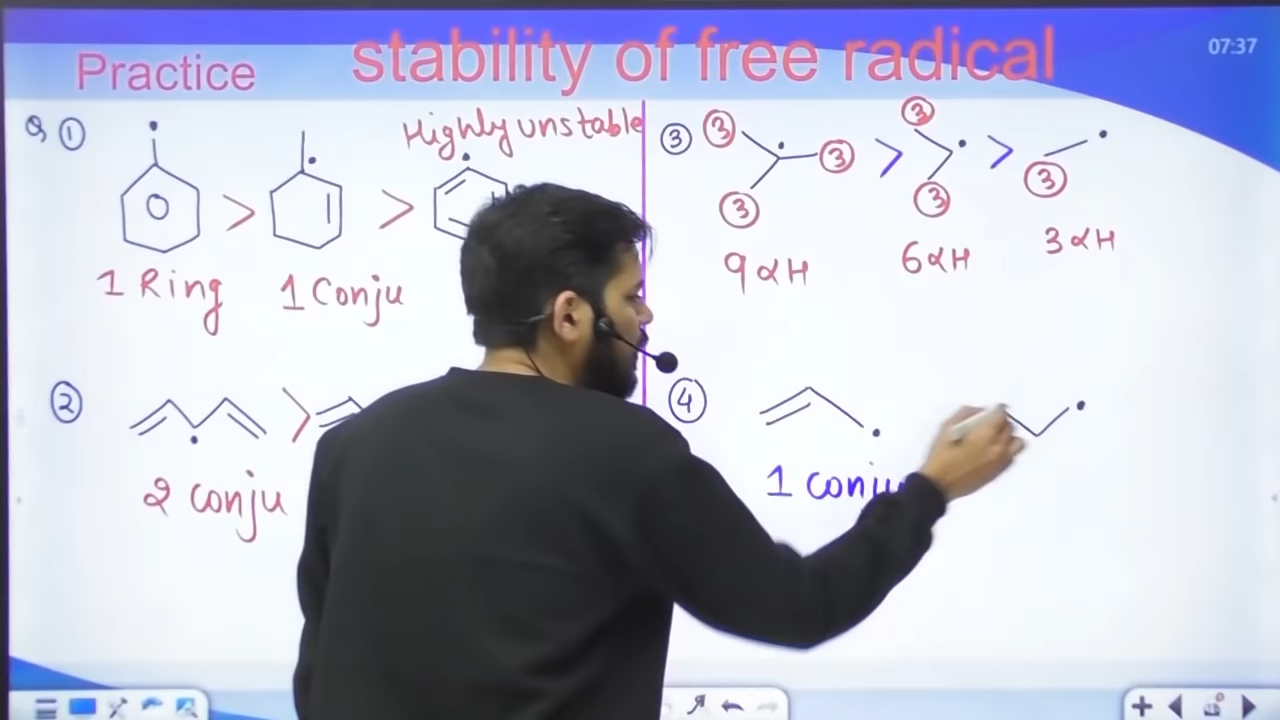 Practice
stability of free radical
07:37
Q ①
Highly unstable
> >
1 Ring
1 Conju
②
>
2 conju
③
③ ③ ③ > ③ ③ > ③
9αH
6αH
3αH
④
1 conju